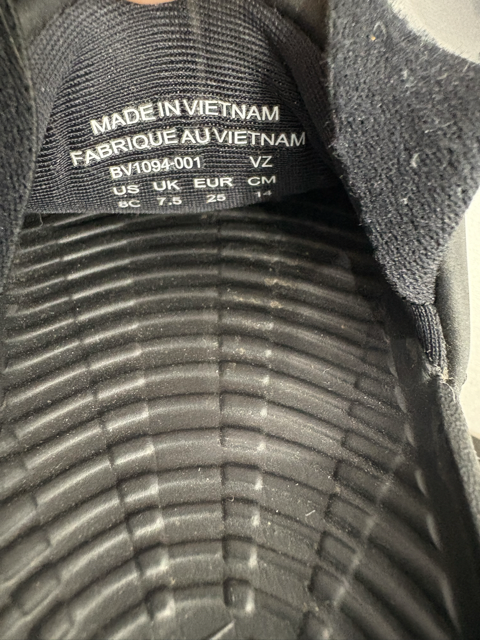 MADE IN VIETNAM
FABRIQUE AU VIETNAM
BV1094-001 VZ
US UK EUR CM
8C 7.5 25 14